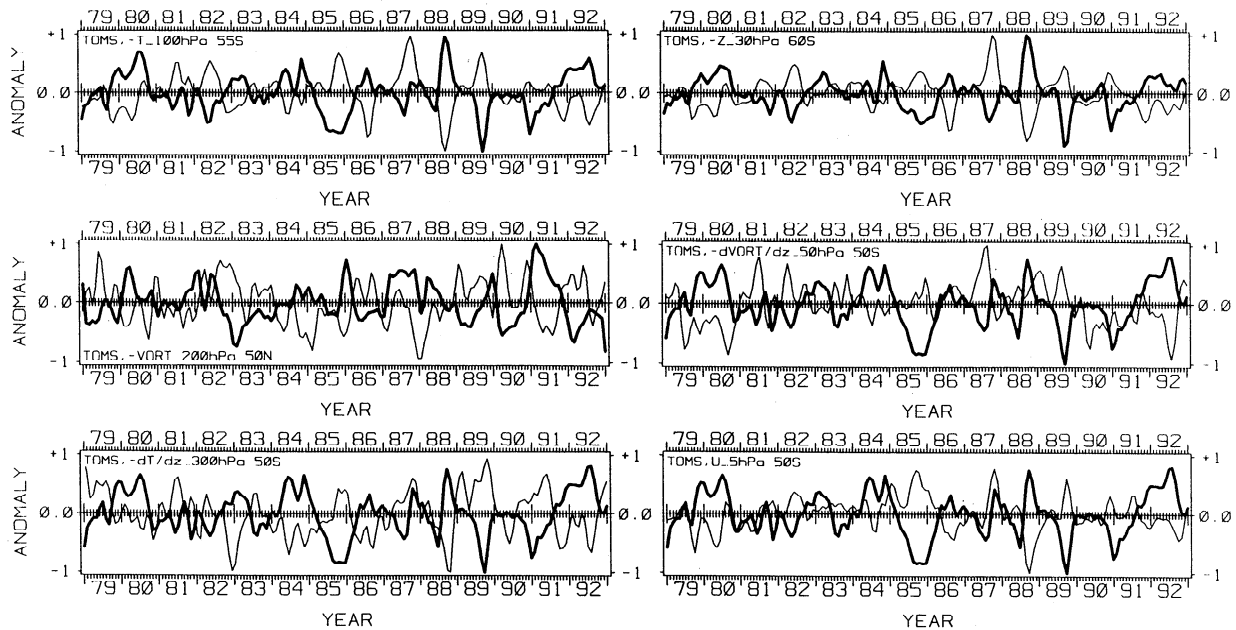 79 80 81 82 83 84 85 86 87 88 89 90 91 92
TOMS,-T_100hPa 55S
ANOMALY
+1
0.0
-1
79 80 81 82 83 84 85 86 87 88 89 90 91 92
YEAR
79 80 81 82 83 84 85 86 87 88 89 90 91 92
TOMS,-Z_30hPa 60S
+1
0.0
-1
79 80 81 82 83 84 85 86 87 88 89 90 91 92
YEAR
79 80 81 82 83 84 85 86 87 88 89 90 91 92
ANOMALY
+1
+1
0.0
0.0
-1
-1
TOMS,-VORT_200hPa 50N
79 80 81 82 83 84 85 86 87 88 89 90 91 92
YEAR
79 80 81 82 83 84 85 86 87 88 89 90 91 92
TOMS,-dVORT/dz_50hPa 50S
+1
0.0
-1
79 80 81 82 83 84 85 86 87 88 89 90 91 92
YEAR
79 80 81 82 83 84 85 86 87 88 89 90 91 92
TOMS,-dT/dz_300hPa 50S
ANOMALY
+1
+1
0.0
0.0
-1
-1
79 80 81 82 83 84 85 86 87 88 89 90 91 92
YEAR
79 80 81 82 83 84 85 86 87 88 89 90 91 92
TOMS,U_5hPa 50S
+1
0.0
-1
79 80 81 82 83 84 85 86 87 88 89 90 91 92
YEAR